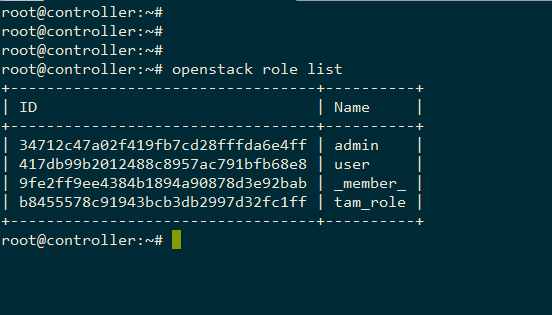 root@controller:~#
root@controller:~#
root@controller:~#
root@controller:~# openstack role list
+----------------------------------+----------+
| ID                               | Name     |
+----------------------------------+----------+
| 34712c47a02f419fb7cd28fffda6e4ff | admin    |
| 417db99b2012488c8957ac791bfb68e8 | user     |
| 9fe2ff9ee4384b1894a90878d3e92bab | _member_ |
| b8455578c91943bcb3db2997d32fc1ff | tam_role |
+----------------------------------+----------+
root@controller:~#